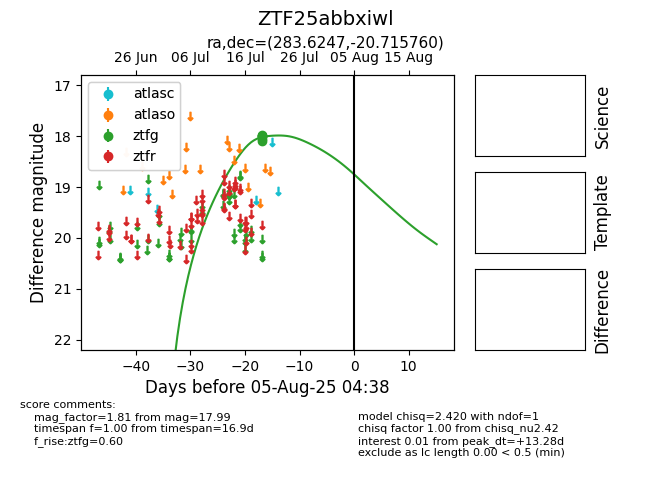 ZTF25abbxiwl
ra,dec=(283.6247,-20.715760)
26 Jun 06 Jul 16 Jul 26 Jul 05 Aug 15 Aug
atlasc
atlaso
ztfg
ztfr
17
18
19
20
21
22
Difference magnitude
−40 −30 −20 −10 0 10
Days before 05-Aug-25 04:38
Science
Template
Difference
score comments:
mag_factor=1.81 from mag=17.99
timespan f=1.00 from timespan=16.9d
f_rise:ztfg=0.60
model chisq=2.420 with ndof=1
chisq factor 1.00 from chisq_nu2.42
interest 0.01 from peak_dt=+13.28d
exclude as lc length 0.00 < 0.5 (min)